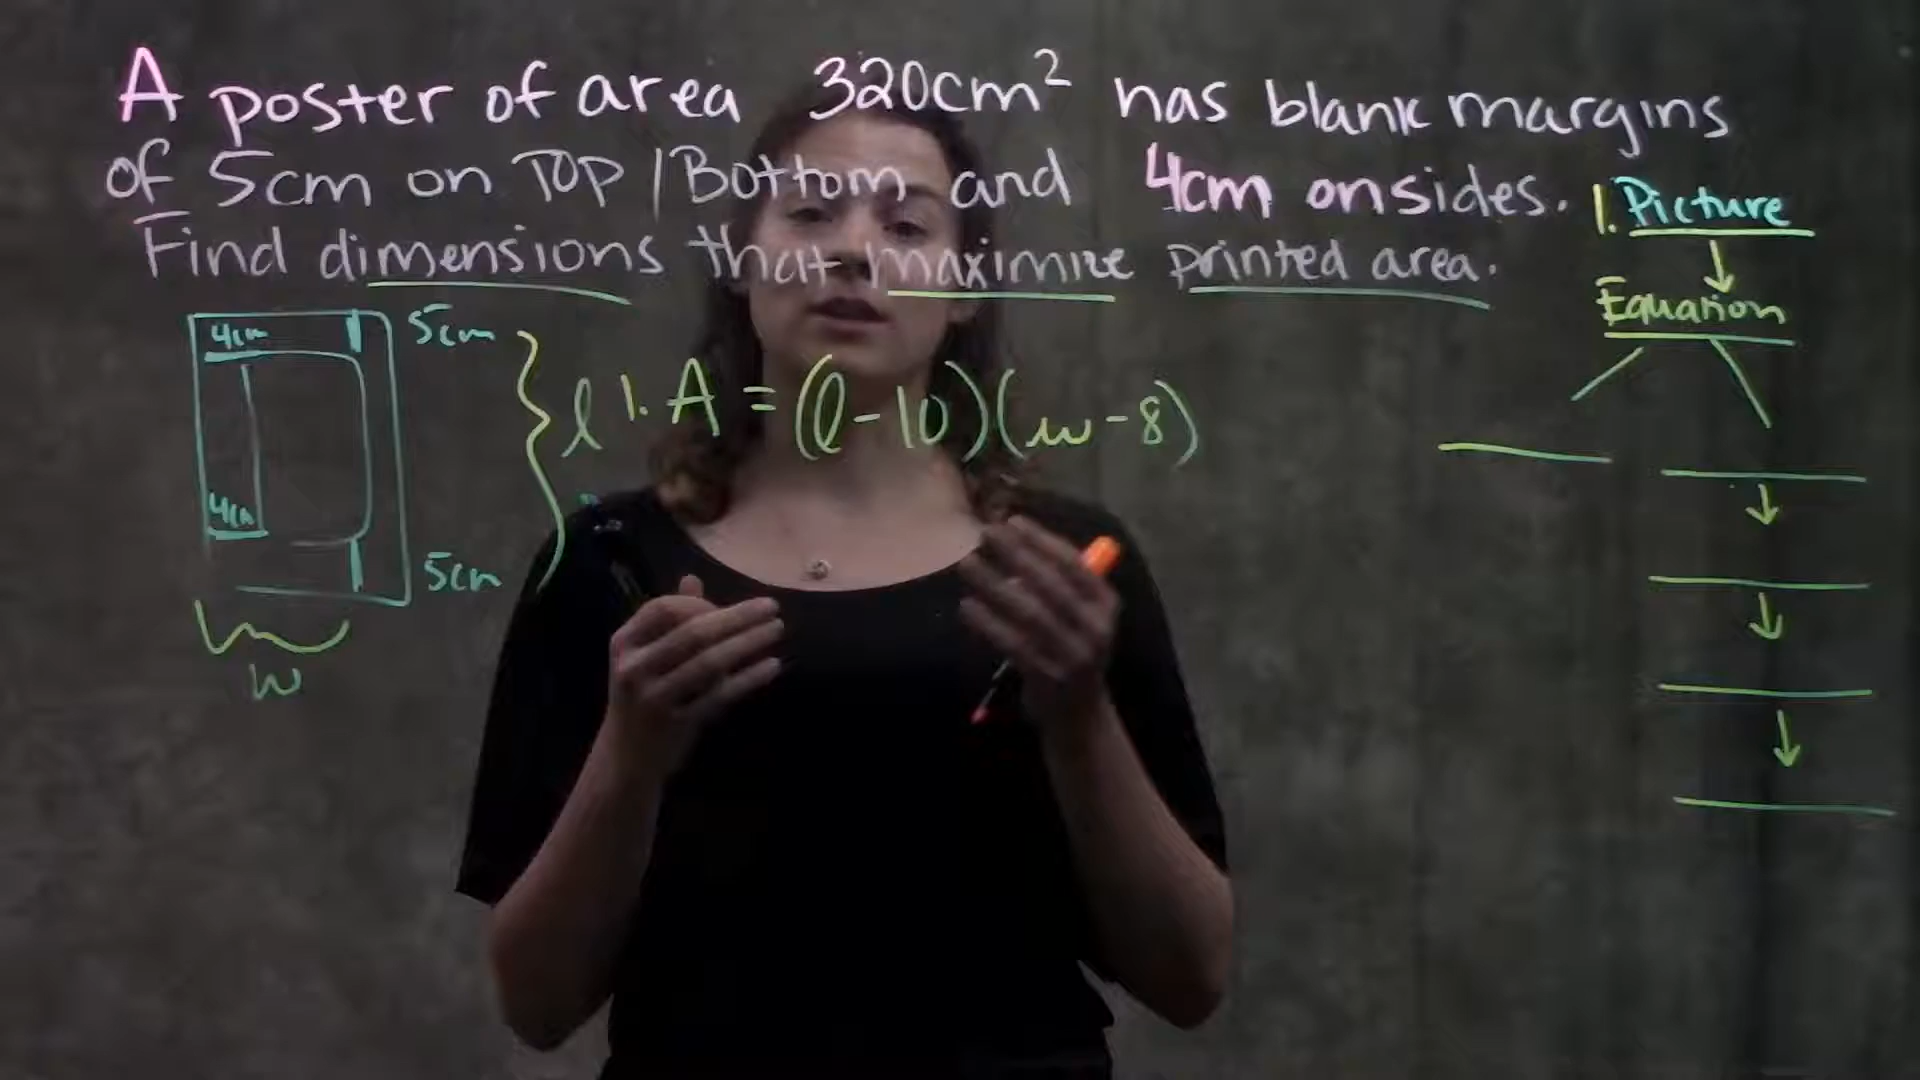 A poster of area 320cm² has blank margins
of 5cm on TOP/Bottom and 4cm on sides.
Find dimensions that maximize printed area.
1. Picture
Equation
4cm
5cm
4cm
5cm
l
w
1. A = (l-10)(w-8)